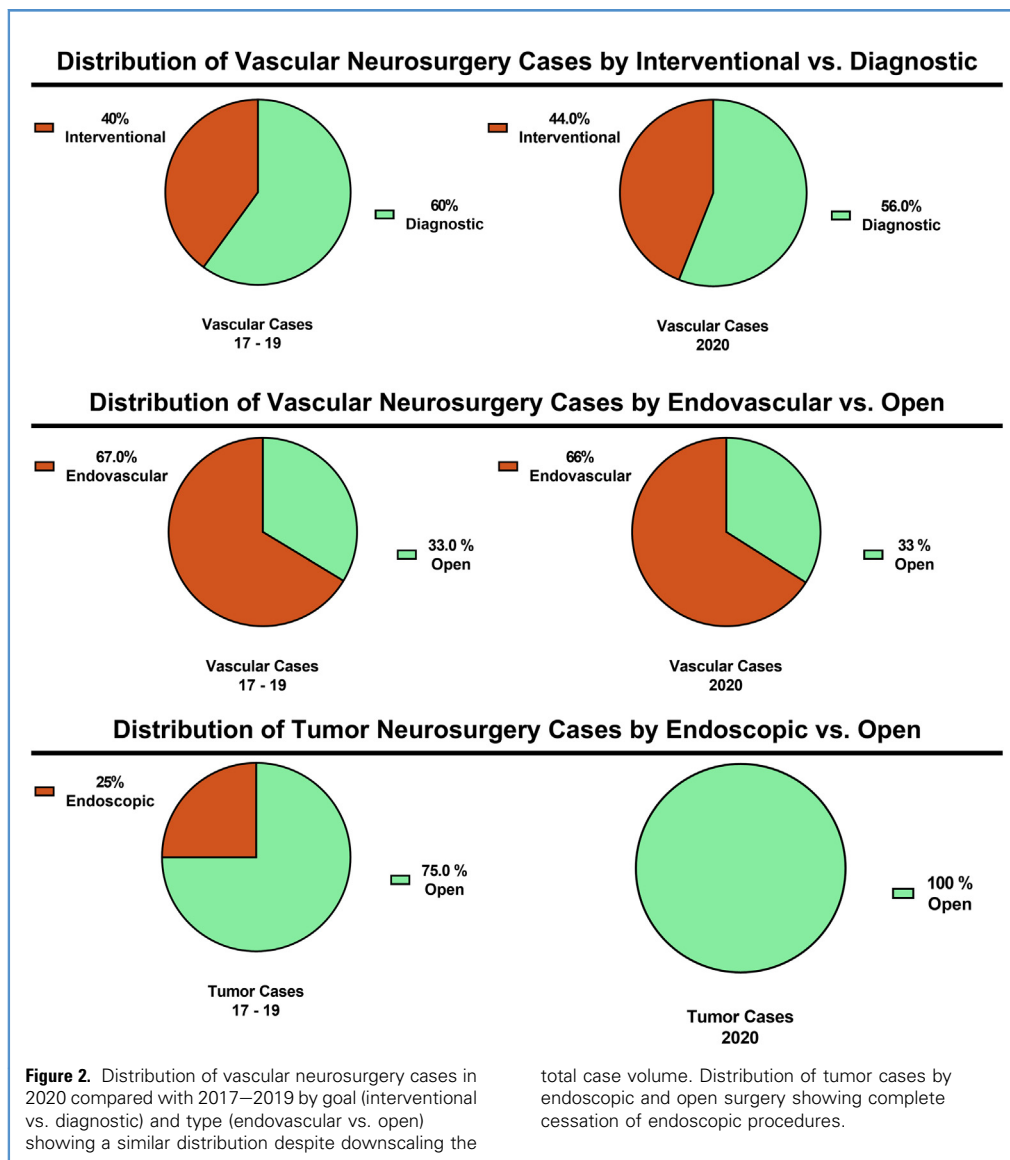 Distribution of Vascular Neurosurgery Cases by Interventional vs. Diagnostic
40%
Interventional
60%
Diagnostic
Vascular Cases
17 - 19
44.0%
Interventional
56.0%
Diagnostic
Vascular Cases
2020
Distribution of Vascular Neurosurgery Cases by Endovascular vs. Open
67.0%
Endovascular
33.0 %
Open
Vascular Cases
17 - 19
66%
Endovascular
33 %
Open
Vascular Cases
2020
Distribution of Tumor Neurosurgery Cases by Endoscopic vs. Open
25%
Endoscopic
75.0 %
Open
Tumor Cases
17 - 19
100 %
Open
Tumor Cases
2020
Figure 2. Distribution of vascular neurosurgery cases in
2020 compared with 2017–2019 by goal (interventional
vs. diagnostic) and type (endovascular vs. open)
showing a similar distribution despite downscaling the
total case volume. Distribution of tumor cases by
endoscopic and open surgery showing complete
cessation of endoscopic procedures.